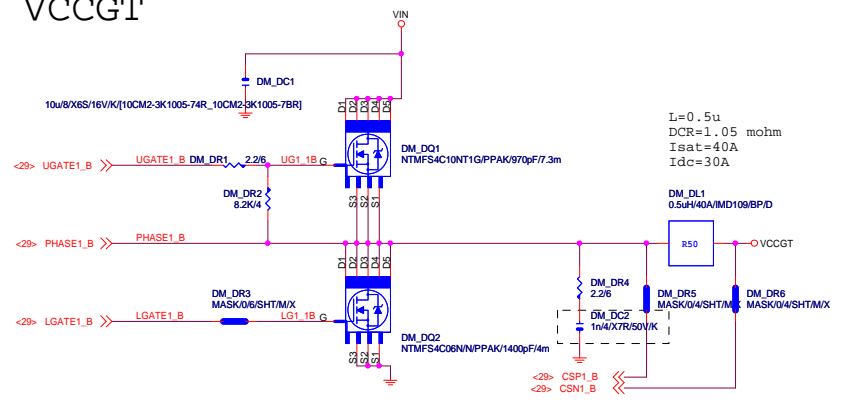 VCCGT
VIN
DM_DC1
10u/8/X6S/16V/K/[10CM2-3K1005-74R_10CM2-3K1005-7BR]
D1
D2
D3
D4
D5
L=0.5u
DCR=1.05 mohm
Isat=40A
Idc=30A
DM_DQ1
NTMFS4C10NT1G/PPAK/970pF/7.3m
<29> UGATE1_B
UGATE1_B
DM_DR1
2.2/6
UG1_1B
G
DM_DR2
8.2K/4
S3
S2
S1
DM_DL1
0.5uH/40A/IMD109/BP/D
<29> PHASE1_B
PHASE1_B
R50
VCCGT
D1
D2
D3
D4
D5
DM_DR4
2.2/6
DM_DR3
MASK/0/6/SHT/M/X
DM_DR5
MASK/0/4/SHT/M/X
DM_DR6
MASK/0/4/SHT/M/X
<29> LGATE1_B
LGATE1_B
LG1_1B
G
DM_DC2
1n/4/X7R/50V/K
DM_DQ2
NTMFS4C06N/N/PPAK/1400pF/4m
S3
S2
S1
<29> CSP1_B
<29> CSN1_B